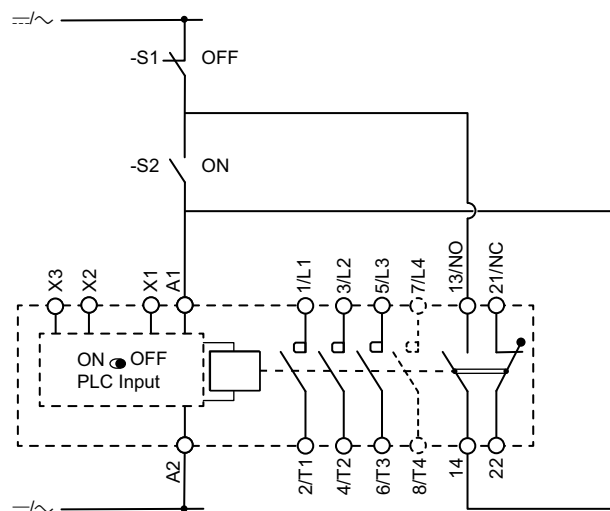 -S1 OFF
-S2 ON
X3
X2
X1
A1
1/L1
3/L2
5/L3
7/L4
13/NO
21/NC
ON OFF
PLC Input
A2
2/T1
4/T2
6/T3
8/T4
14
22